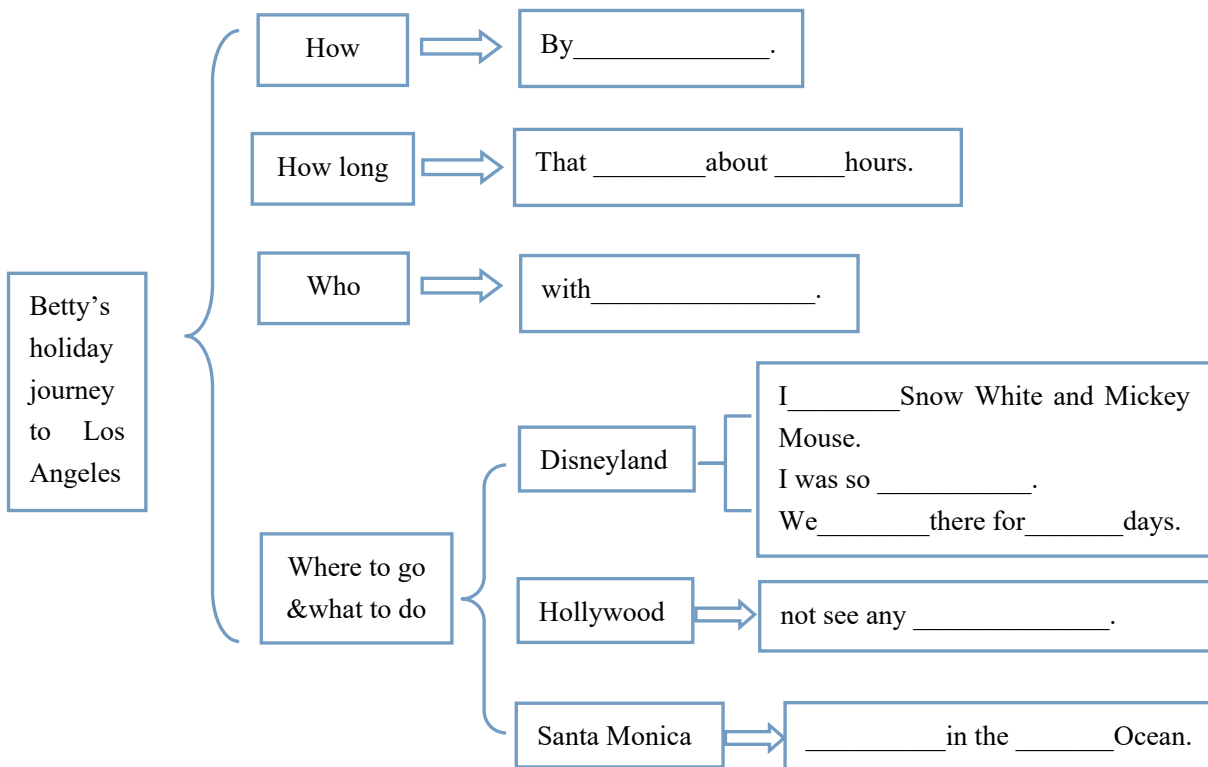 How
By______________.
How long
That ________about _____hours.
Who
with________________.
Betty’s
holiday
journey
to Los
Angeles
Where to go
&what to do
Disneyland
I________Snow White and Mickey
Mouse.
I was so ___________.
We________there for_______days.
Hollywood
not see any ______________.
Santa Monica
__________in the _______Ocean.